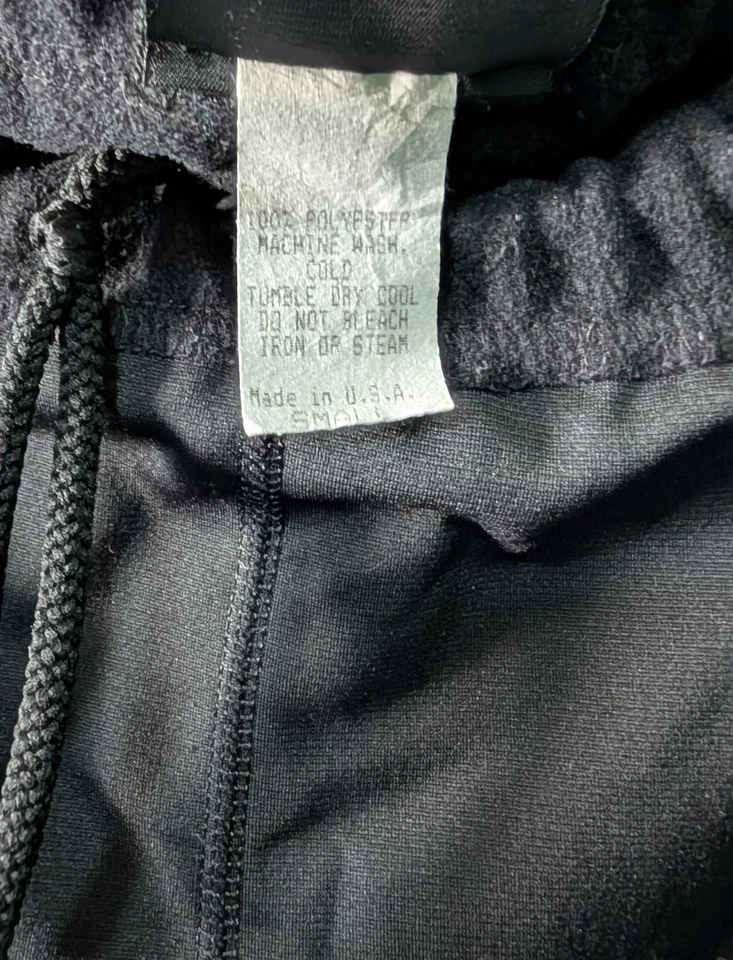 100% POLYESTER
MACHINE WASH.
COLD
TUMBLE DRY COOL
DO NOT BLEACH
IRON OR STEAM
Made in U.S.A.
SMALL